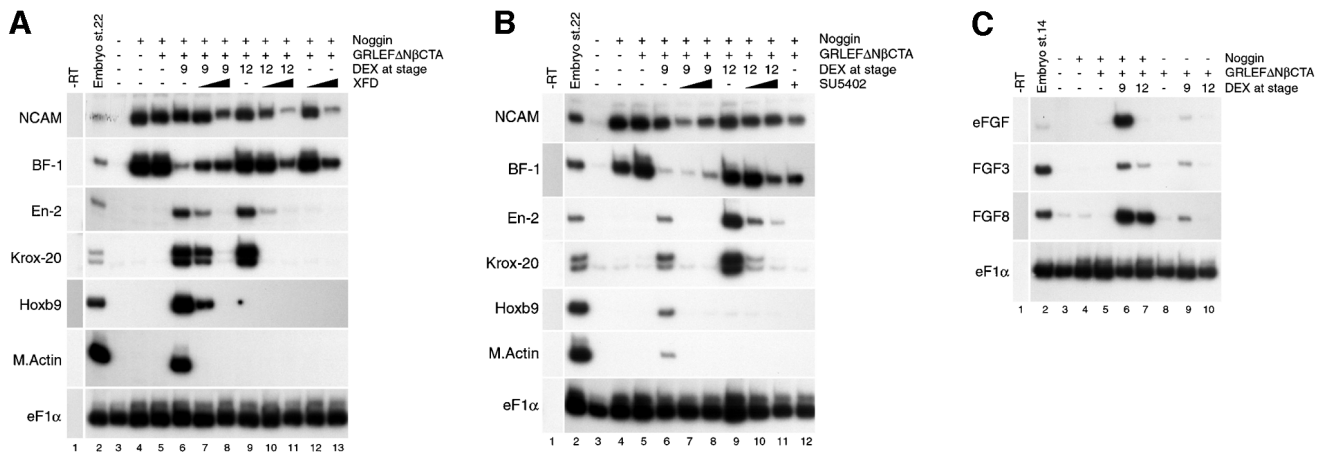 A
-RT
Embryo st.22
- + + + + + + + + + + Noggin
- - + + + + + + + + + GRLEFΔNβCTA
- - - 9 9 9 12 12 12 - - DEX at stage
- - - XFD
NCAM
BF-1
En-2
Krox-20
Hoxb9
M.Actin
eF1α
1 2 3 4 5 6 7 8 9 10 11 12 13
B
-RT
Embryo st.22
- + + + + + + + + + Noggin
- - + + + + + + + + GRLEFΔNβCTA
- - - 9 9 9 12 12 12 - DEX at stage
- - + SU5402
NCAM
BF-1
En-2
Krox-20
Hoxb9
M.Actin
eF1α
1 2 3 4 5 6 7 8 9 10 11 12
C
-RT
Embryo st.14
- + + + + - - - Noggin
- - + + + - + + GRLEFΔNβCTA
- - - 9 12 - 9 12 DEX at stage
eFGF
FGF3
FGF8
eF1α
1 2 3 4 5 6 7 8 9 10